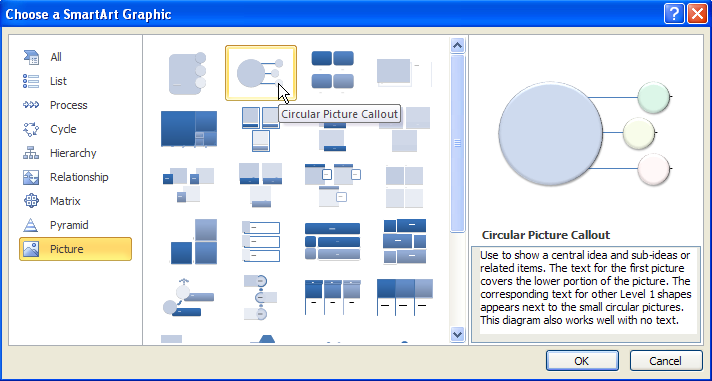 Choose a SmartArt Graphic
All
List
Process
Cycle
Hierarchy
Relationship
Matrix
Pyramid
Picture
Circular Picture Callout
Circular Picture Callout
Use to show a central idea and sub-ideas or
related items. The text for the first picture
covers the lower portion of the picture. The
corresponding text for other Level 1 shapes
appears next to the small circular pictures.
This diagram also works well with no text.
OK
Cancel